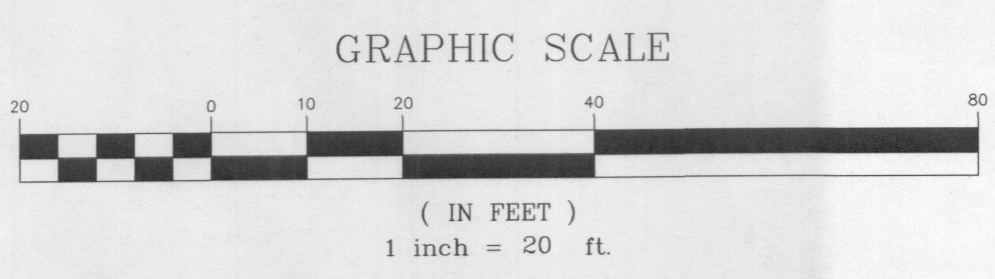 GRAPHIC SCALE
20 0 10 20 40 80
( IN FEET )
1 inch = 20 ft.